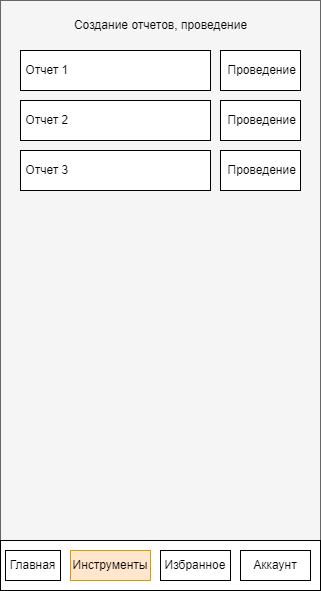 Создание отчетов, проведение
Отчет 1 Проведение
Отчет 2 Проведение
Отчет 3 Проведение
Главная Инструменты Избранное Аккаунт